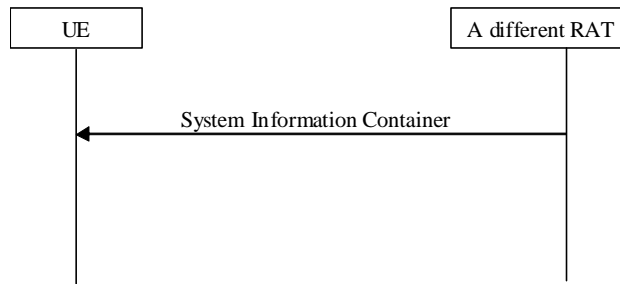 UE
A different RAT
System Information Container